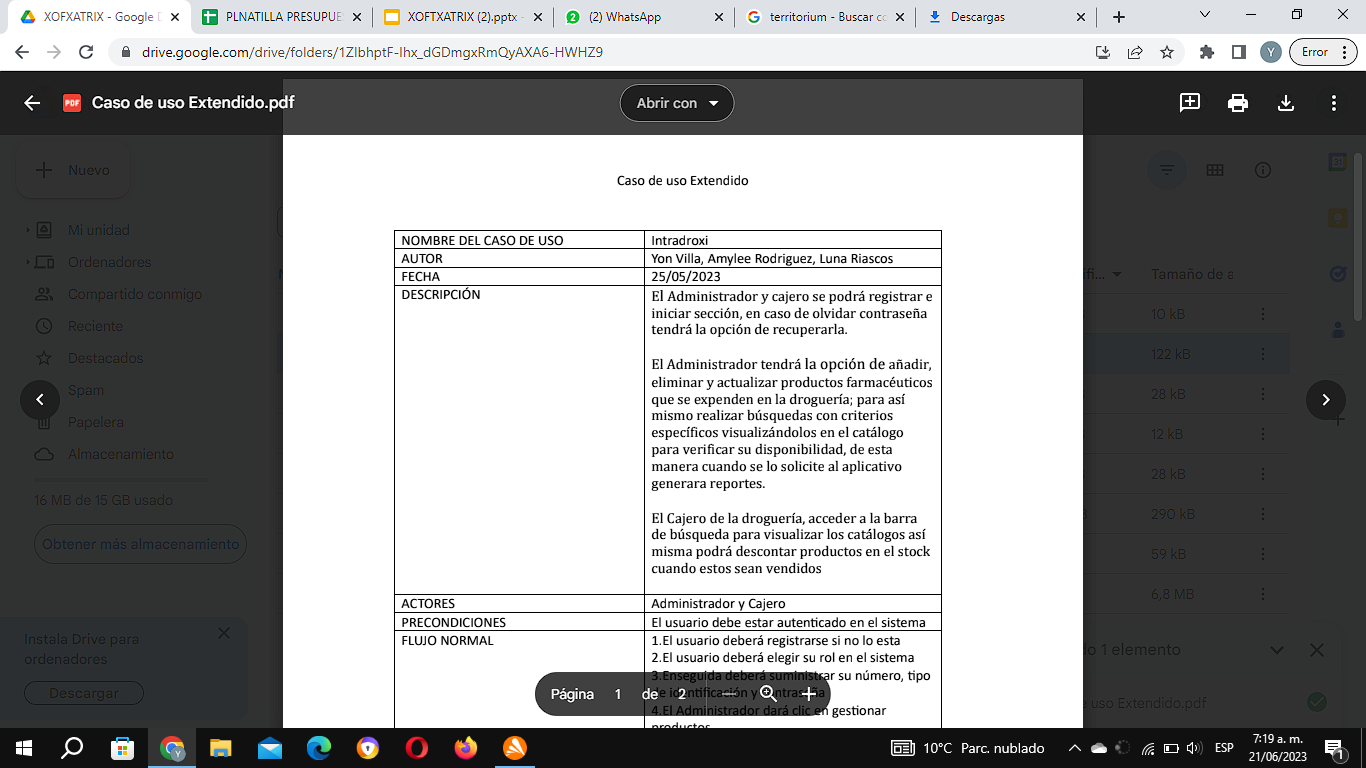 XOFXATRIX - Google D
PLNATILLA PRESUPUE
XOFTXATRIX (2).pptx -
(2) WhatsApp
territorium - Buscar co
Descargas
drive.google.com/drive/folders/1ZIbhptF-Ihx_dGDmgxRmQyAXA6-HWHZ9
Y
Error
PDF
Caso de uso Extendido.pdf
Abrir con
Nuevo
Mi unidad
Ordenadores
Compartido conmigo
Reciente
Destacados
Spam
Papelera
Almacenamiento
16 MB de 15 GB usado
Obtener más almacenamiento
Instala Drive para
ordenadores
Descargar
Caso de uso Extendido
NOMBRE DEL CASO DE USO Intradroxi
AUTOR Yon Villa, Amylee Rodriguez, Luna Riascos
FECHA 25/05/2023
DESCRIPCIÓN El Administrador y cajero se podrá registrar e
iniciar sección, en caso de olvidar contraseña
tendrá la opción de recuperarla.
El Administrador tendrá la opción de añadir,
eliminar y actualizar productos farmacéuticos
que se expenden en la droguería; para así
mismo realizar búsquedas con criterios
específicos visualizándolos en el catálogo
para verificar su disponibilidad, de esta
manera cuando se lo solicite al aplicativo
generara reportes.
El Cajero de la droguería, acceder a la barra
de búsqueda para visualizar los catálogos así
misma podrá descontar productos en el stock
cuando estos sean vendidos
ACTORES Administrador y Cajero
PRECONDICIONES El usuario debe estar autenticado en el sistema
FLUJO NORMAL 1.El usuario deberá registrarse si no lo esta
2.El usuario deberá elegir su rol en el sistema
3.Enseguida deberá suministrar su número, tipo
de identificación y contraseña
4.El Administrador dará clic en gestionar
productos
Página 1 de 2
Tamaño de a
10 kB
122 kB
28 kB
12 kB
28 kB
290 kB
59 kB
6,8 MB
1 elemento
uso Extendido.pdf
10°C Parc. nublado
ESP
7:19 a. m.
21/06/2023
1